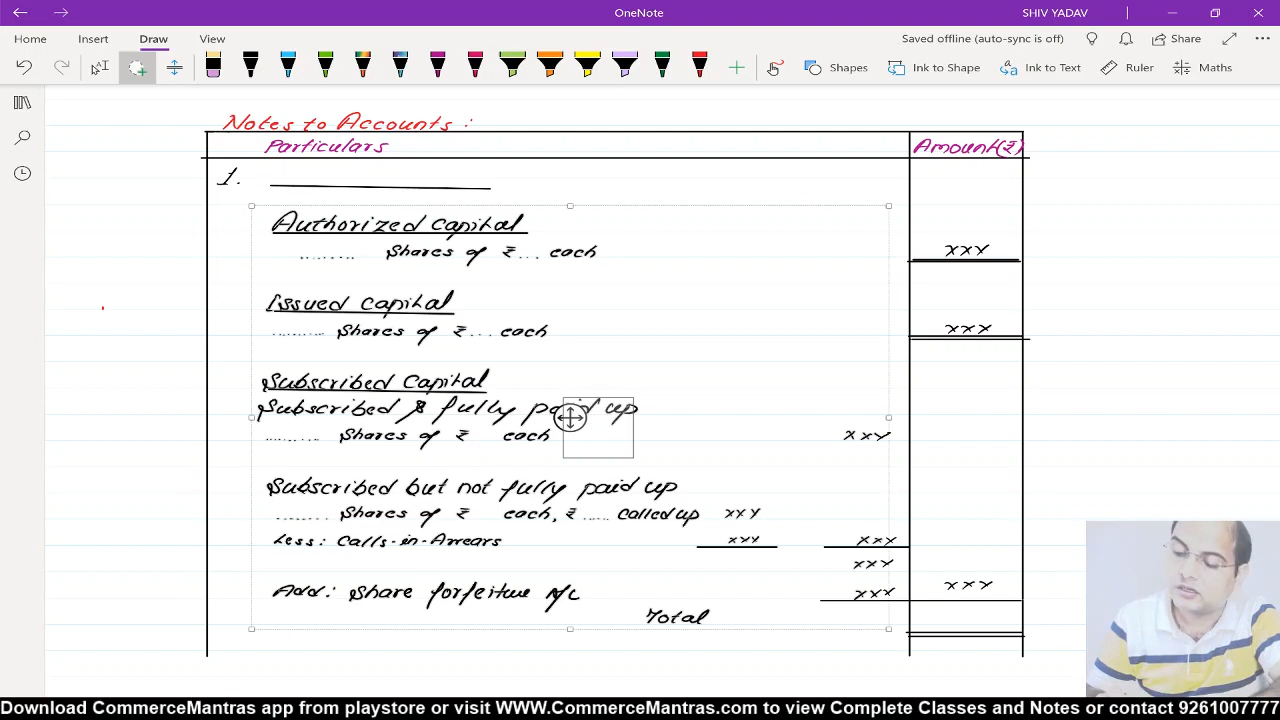 OneNote
SHIV YADAV
Home Insert Draw View
Saved offline (auto-sync is off)
Share
Shapes
Ink to Shape
Ink to Text
Ruler
Maths
Notes to Accounts :
Particulars Amount(₹)
1.
Authorized capital
........ Shares of ₹ ... each xxx
Issued capital
........ Shares of ₹ ... each xxx
Subscribed Capital
Subscribed & fully paid up
........ Shares of ₹ each xxx
Subscribed but not fully paid up
........ Shares of ₹ each, ₹ ..... called up xxx
Less: Calls-in-Arrears xxx xxx
xxx
Add: Share forfeiture A/c xxx xxx
Total
Download CommerceMantras app from playstore or visit WWW.CommerceMantras.com to view Complete Classes and Notes or contact 9261007777